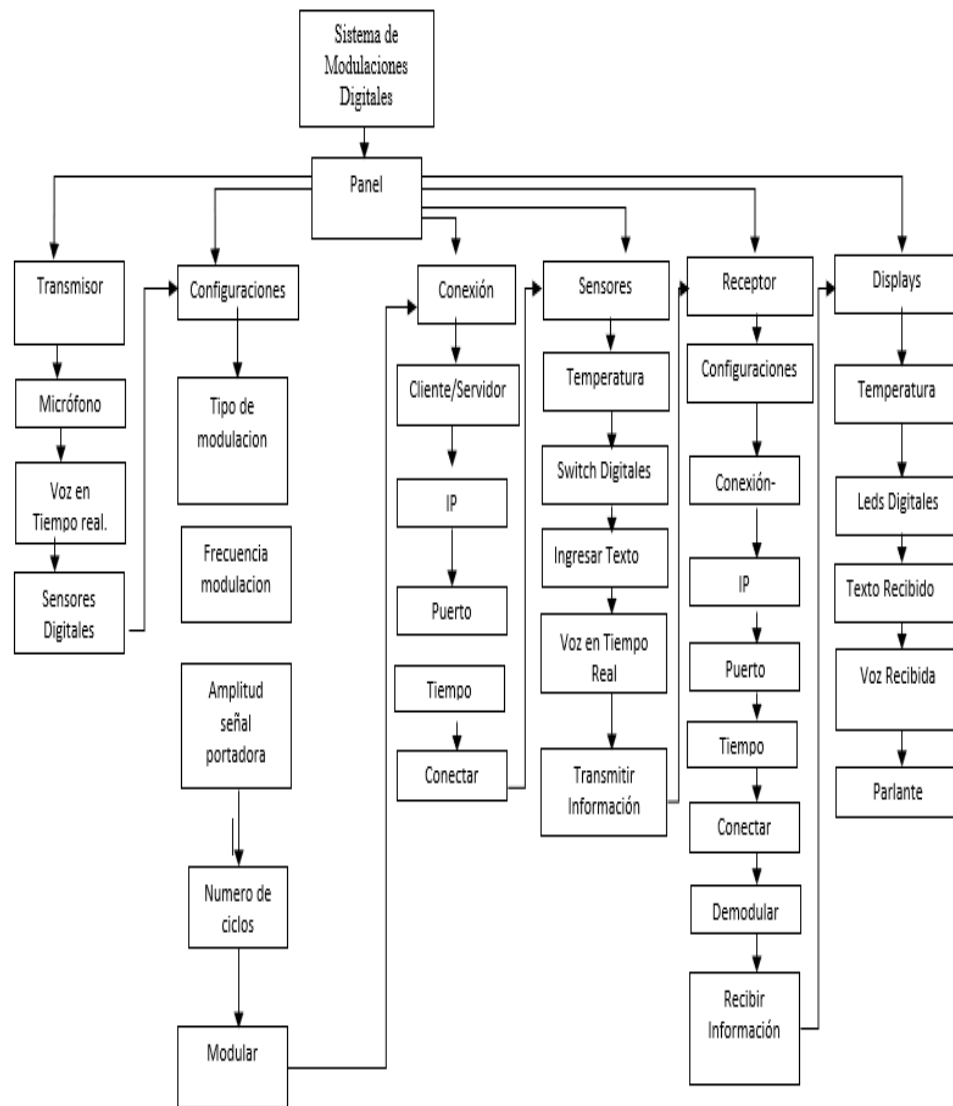 Sistema de
Modulaciones
Digitales
Panel
Transmisor
Micrófono
Voz en
Tiempo real.
Sensores
Digitales
Configuraciones
Tipo de
modulacion
Frecuencia
modulacion
Amplitud
señal
portadora
Numero de
ciclos
Modular
Conexión
Cliente/Servidor
IP
Puerto
Tiempo
Conectar
Sensores
Temperatura
Switch Digitales
Ingresar Texto
Voz en Tiempo
Real
Transmitir
Información
Receptor
Configuraciones
Conexión-
IP
Puerto
Tiempo
Conectar
Demodular
Recibir
Información
Displays
Temperatura
Leds Digitales
Texto Recibido
Voz Recibida
Parlante